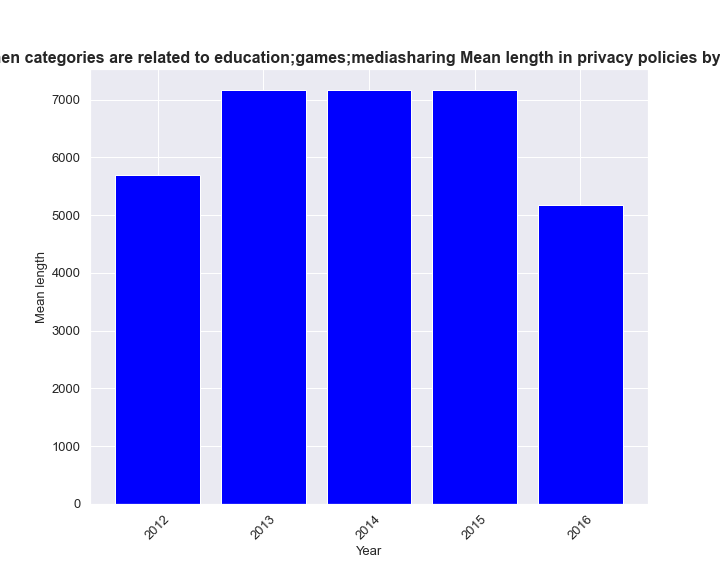 en categories are related to education;games;mediasharing Mean length in privacy policies by
7000
6000
5000
4000
3000
2000
1000
0
Mean length
2012 2013 2014 2015 2016
Year